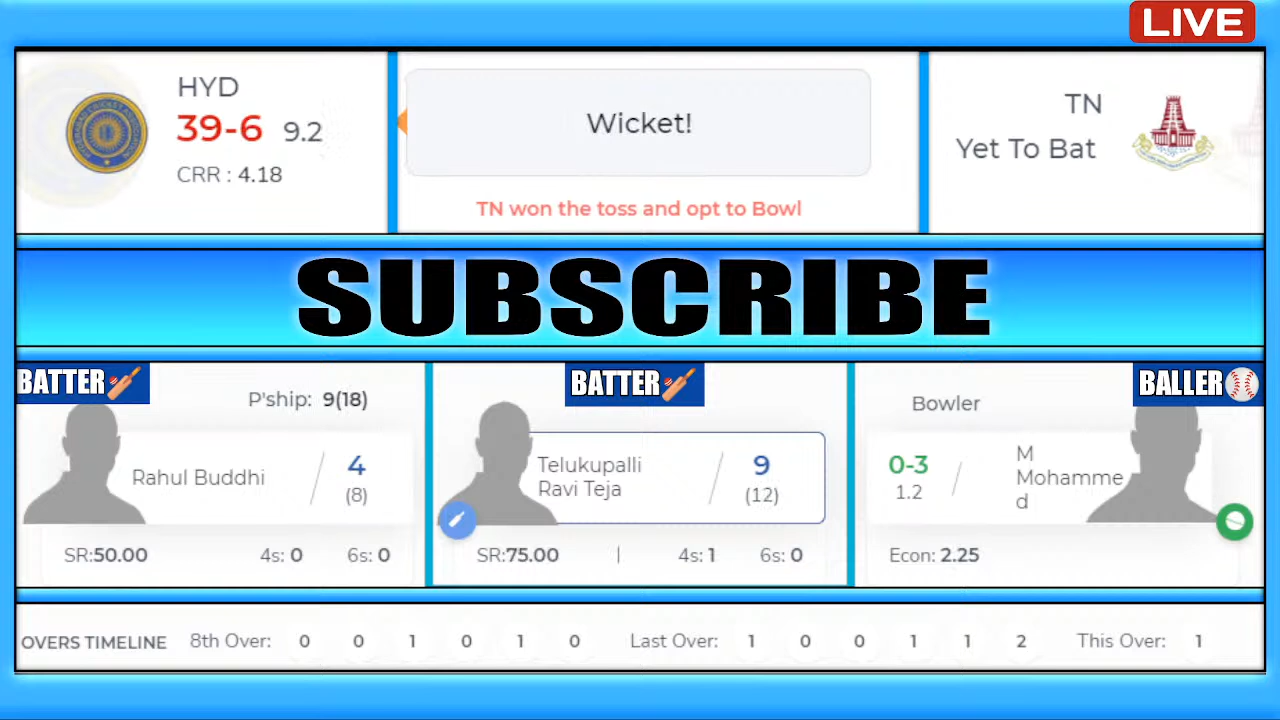 LIVE
HYD
39-6 9.2
CRR : 4.18
Wicket!
TN won the toss and opt to Bowl
TN
Yet To Bat
SUBSCRIBE
BATTER
P'ship: 9(18)
Rahul Buddhi
4
(8)
SR:50.00 4s: 0 6s: 0
BATTER
Telukupalli
Ravi Teja
9
(12)
SR:75.00 | 4s: 1 6s: 0
BALLER
Bowler
0-3
1.2
M
Mohamme
d
Econ: 2.25
OVERS TIMELINE 8th Over: 0 0 1 0 1 0 Last Over: 1 0 0 1 1 2 This Over: 1